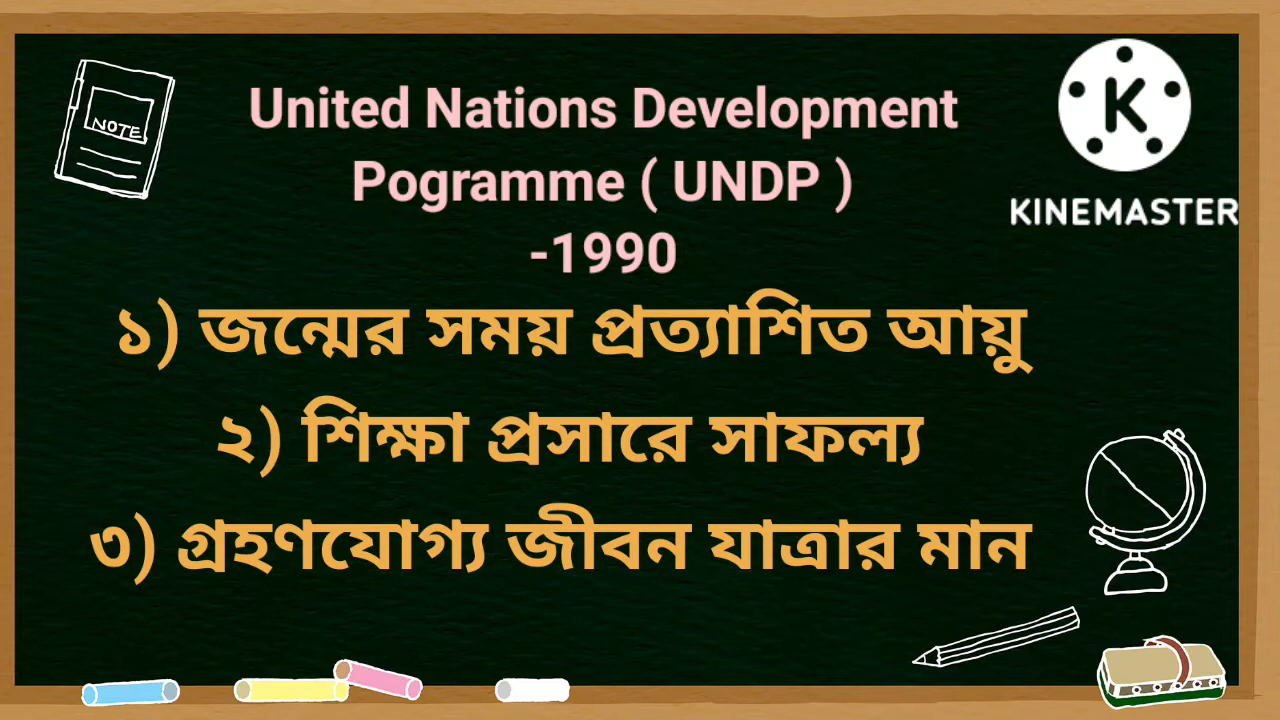 NOTE
United Nations Development
Pogramme ( UNDP )
-1990
KINEMASTER
১) জন্মের সময় প্রত্যাশিত আয়ু
২) শিক্ষা প্রসারে সাফল্য
৩) গ্রহণযোগ্য জীবন যাত্রার মান